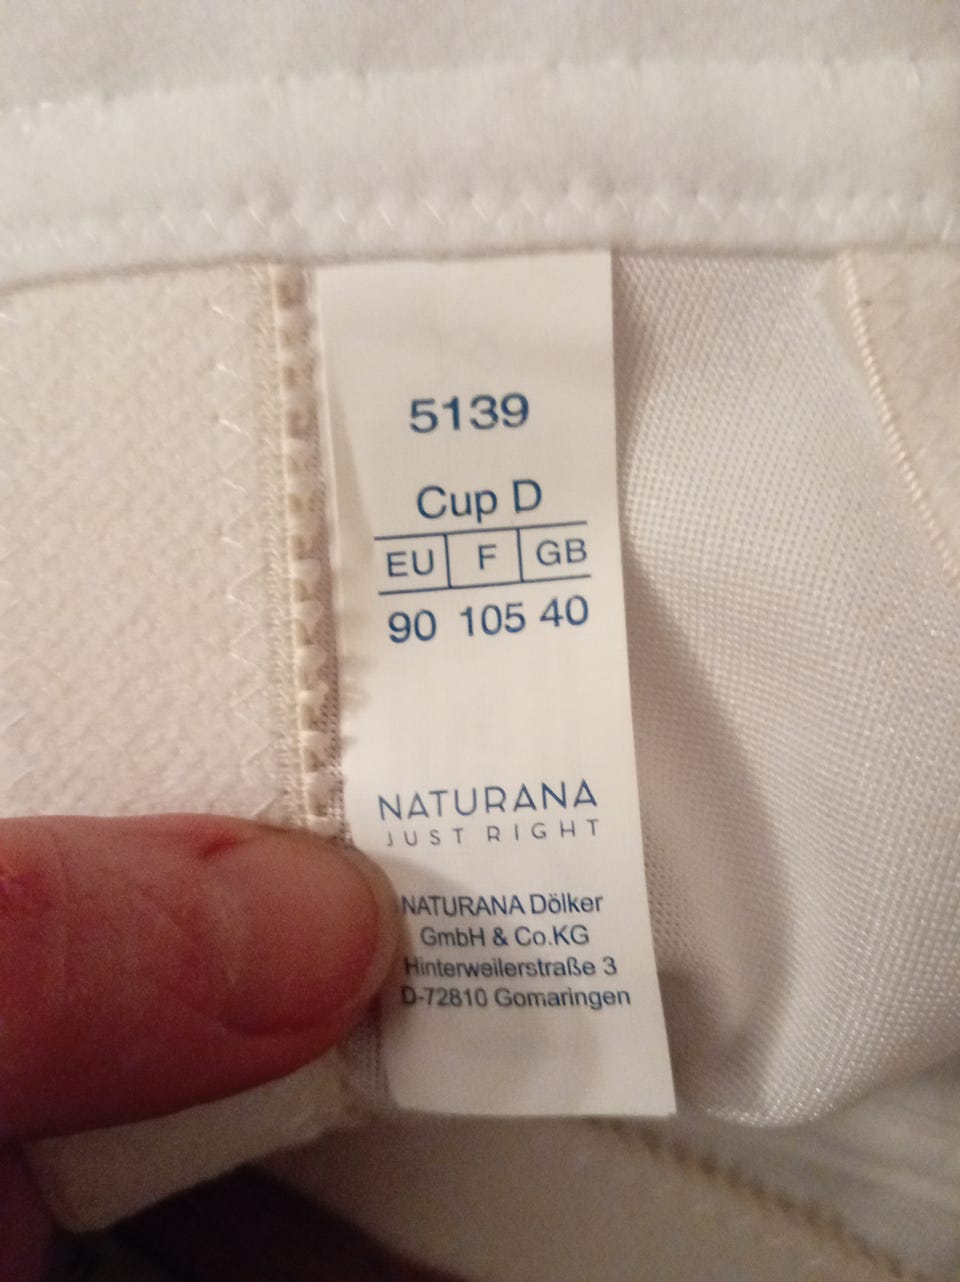 5139
Cup D
EU F GB
90 105 40
NATURANA
JUST RIGHT
NATURANA Dölker
GmbH & Co.KG
Hinterweilerstraße 3
D-72810 Gomaringen